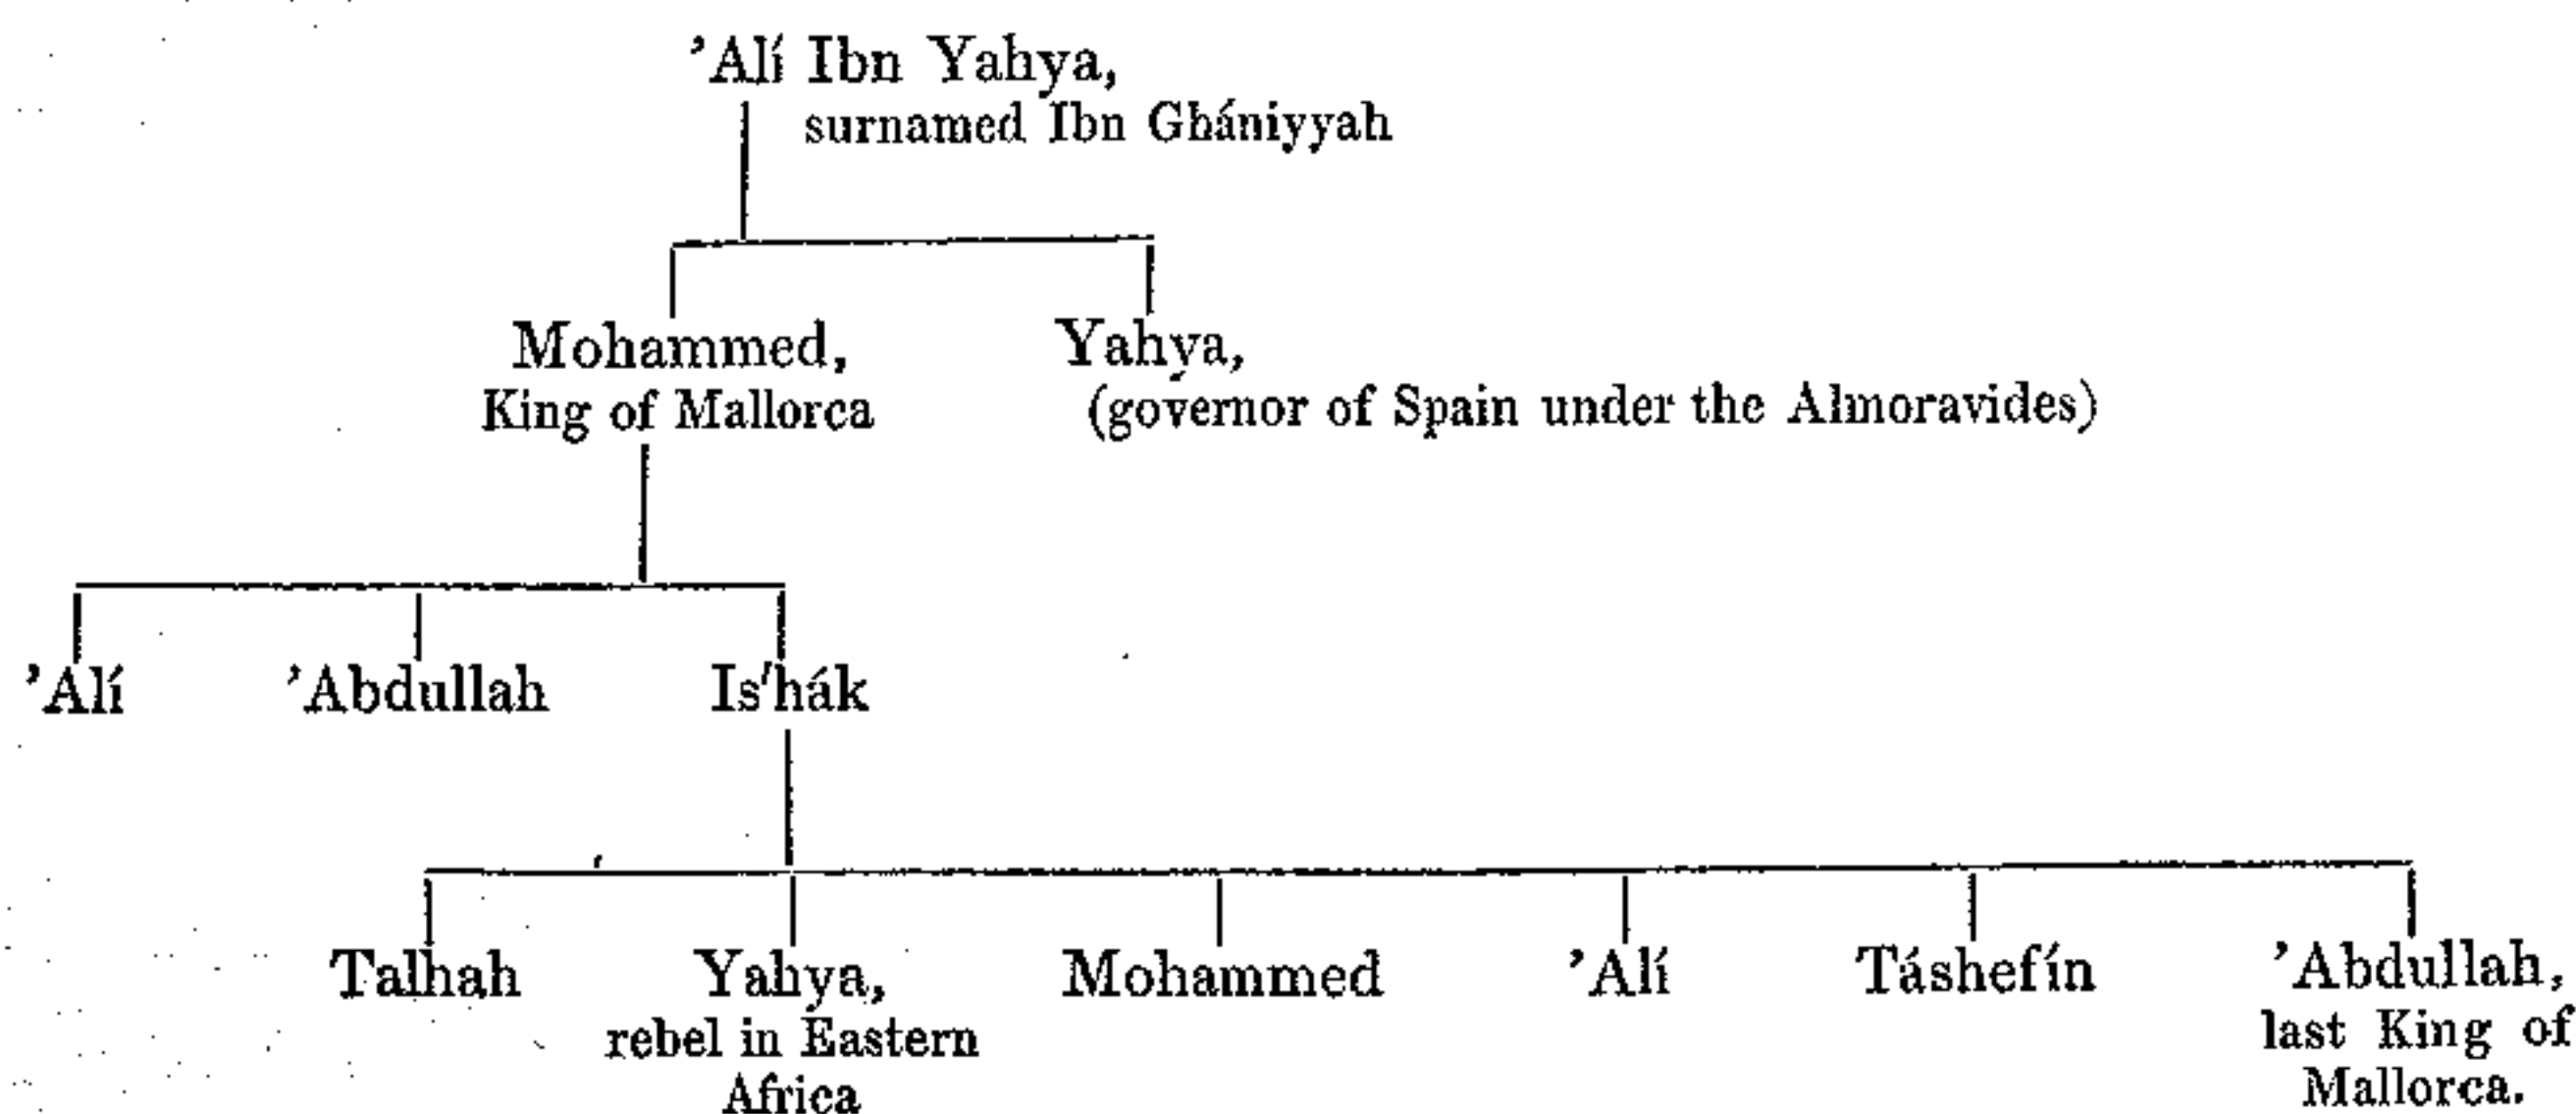 ’Alí Ibn Yahya,
surnamed Ibn Ghániyyah
Mohammed, Yahya,
King of Mallorca (governor of Spain under the Almoravides)
’Alí ’Abdullah Is’hák
Talhah Yahya, Mohammed ’Alí Táshefín ’Abdullah,
rebel in Eastern last King of
Africa Mallorca.